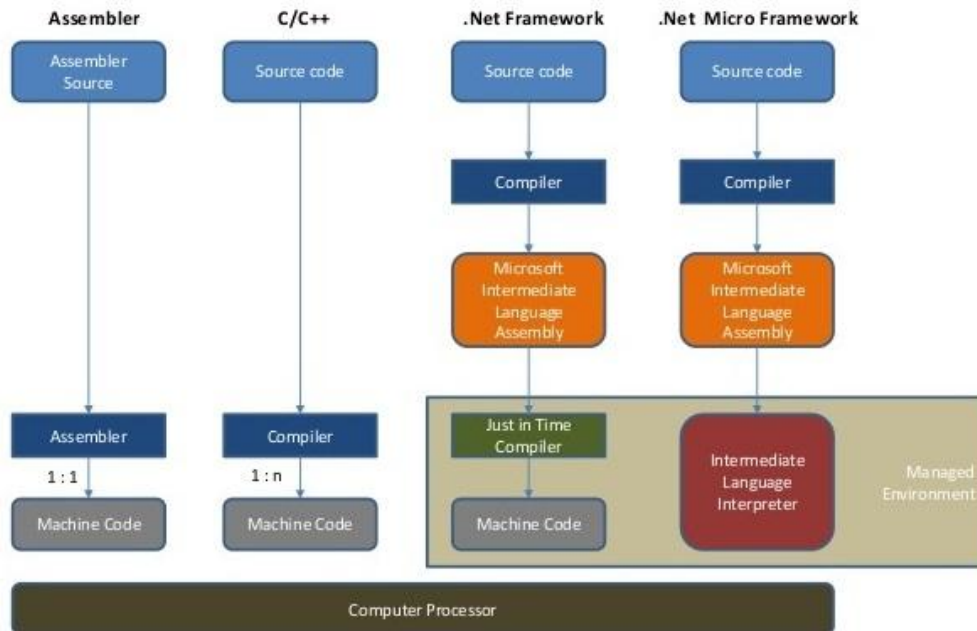 Assembler
C/C++
.Net Framework
.Net Micro Framework
Assembler
Source
Source code
Source code
Source code
Compiler
Compiler
Microsoft
Intermediate
Language
Assembly
Microsoft
Intermediate
Language
Assembly
Assembler
Compiler
Just in Time
Compiler
Intermediate
Language
Interpreter
Managed
Environment
1 : 1
1 : n
Machine Code
Machine Code
Machine Code
Computer Processor